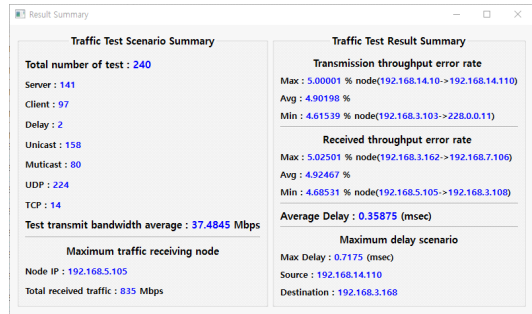 Result Summary
Traffic Test Scenario Summary
Total number of test : 240
Server : 141
Client : 97
Delay : 2
Unicast : 158
Muticast : 80
UDP : 224
TCP : 14
Test transmit bandwidth average : 37.4845 Mbps
Maximum traffic receiving node
Node IP : 192.168.5.105
Total received traffic : 835 Mbps
Traffic Test Result Summary
Transmission throughput error rate
Max : 5.00001 % node(192.168.14.10->192.168.14.110)
Avg : 4.90198 %
Min : 4.61539 % node(192.168.3.103->228.0.0.11)
Received throughput error rate
Max : 5.02501 % node(192.168.3.162->192.168.7.106)
Avg : 4.92467 %
Min : 4.68531 % node(192.168.5.105->192.168.3.108)
Average Delay : 0.35875 (msec)
Maximum delay scenario
Max Delay : 0.7175 (msec)
Source : 192.168.14.110
Destination : 192.168.3.168